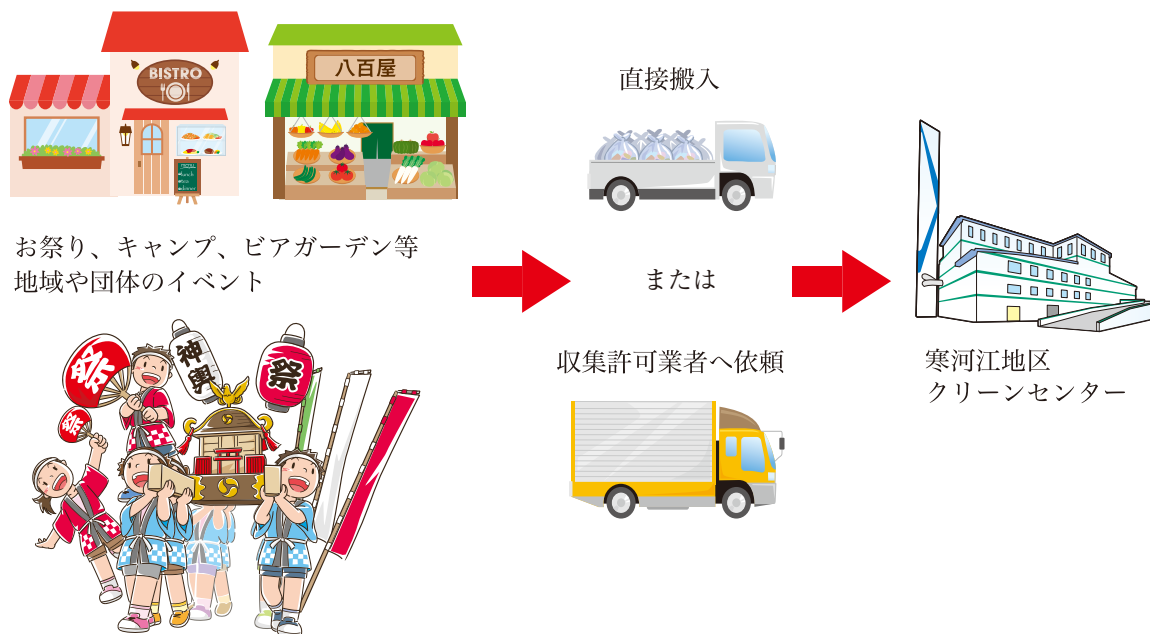 BISTRO
八百屋
お祭り、キャンプ、ビアガーデン等
地域や団体のイベント
祭
神輿
祭
祭
直接搬入
または
収集許可業者へ依頼
寒河江地区
クリーンセンター